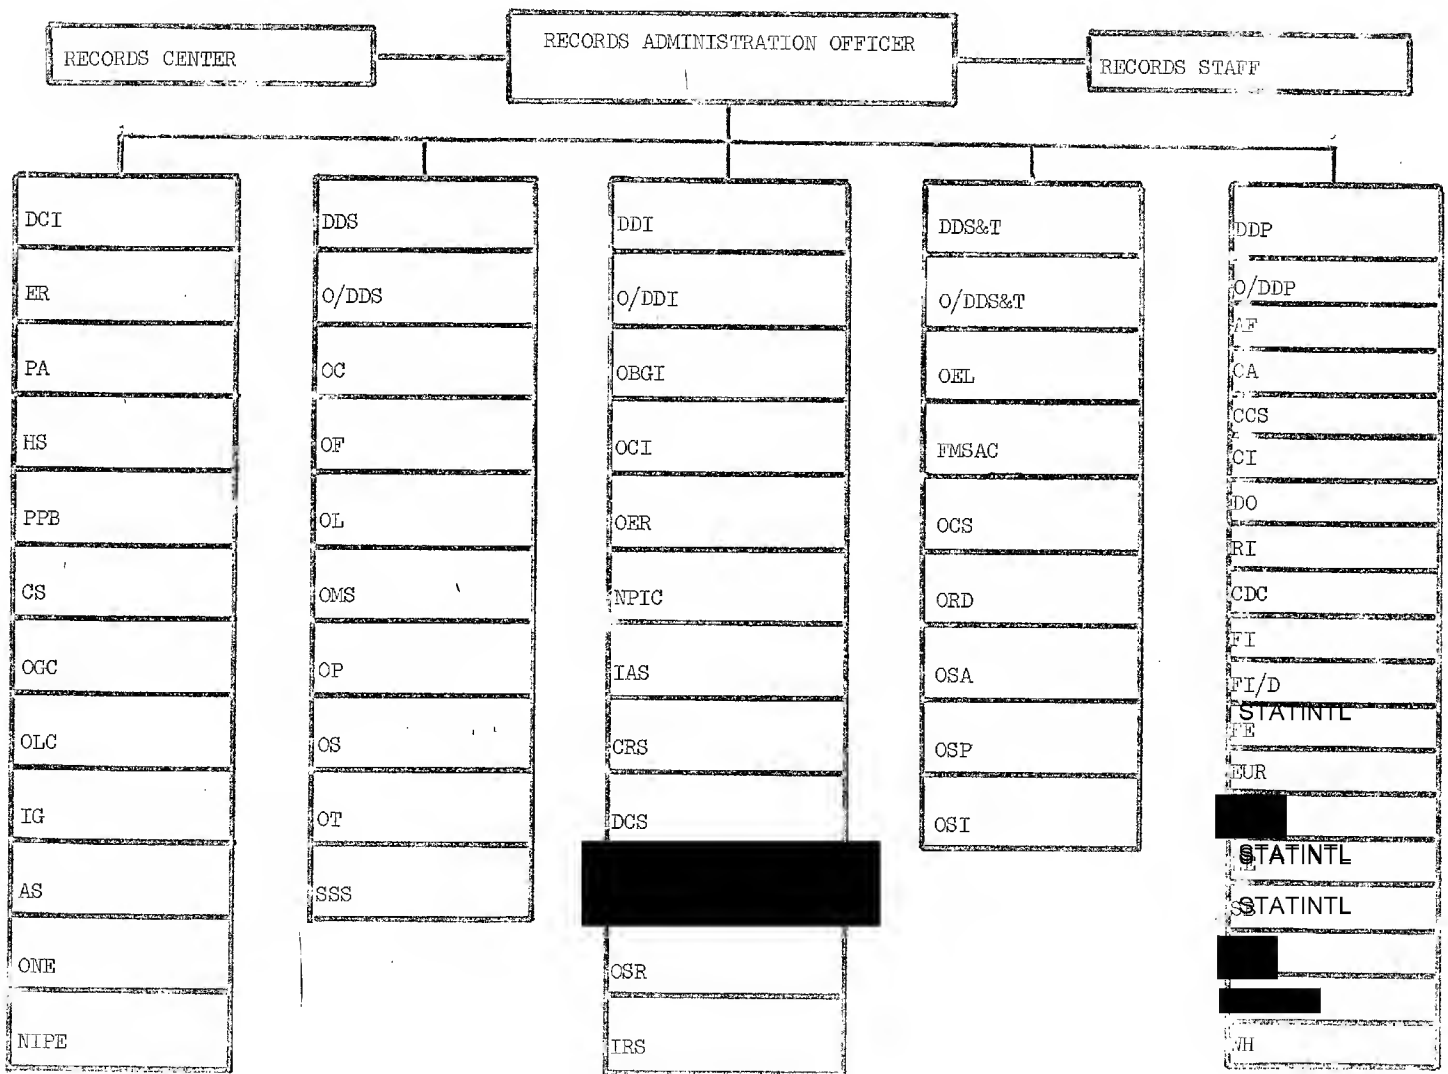 RECORDS CENTER
RECORDS ADMINISTRATION OFFICER
RECORDS STAFF
DCI
ER
PA
HS
PPB
CS
OGC
OLC
IG
AS
ONE
NIPE
DDS
O/DDS
OC
OF
OL
OMS
OP
OS
OT
SSS
DDI
O/DDI
OBGI
OCI
OER
NPIC
IAS
CRS
DCS
OSR
IRS
DDS&T
O/DDS&T
OEL
FMSAC
OCS
ORD
OSA
OSP
OSI
DDP
O/DDP
AF
CA
CCS
CI
DO
RI
CDC
FI
FI/D
STATINTL
FE
EUR
STATINTL
STATINTL
WH